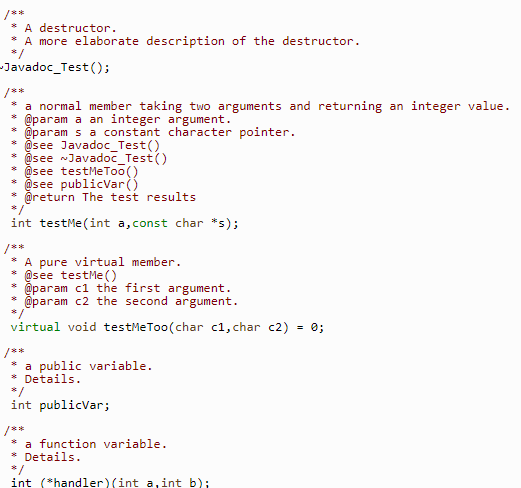 /**
 * A destructor.
 * A more elaborate description of the destructor.
 */
~Javadoc_Test();
/**
 * a normal member taking two arguments and returning an integer value.
 * @param a an integer argument.
 * @param s a constant character pointer.
 * @see Javadoc_Test()
 * @see ~Javadoc_Test()
 * @see testMeToo()
 * @see publicVar()
 * @return The test results
 */
 int testMe(int a,const char *s);
/**
 * A pure virtual member.
 * @see testMe()
 * @param c1 the first argument.
 * @param c2 the second argument.
 */
 virtual void testMeToo(char c1,char c2) = 0;
/**
 * a public variable.
 * Details.
 */
 int publicVar;
/**
 * a function variable.
 * Details.
 */
 int (*handler)(int a,int b);